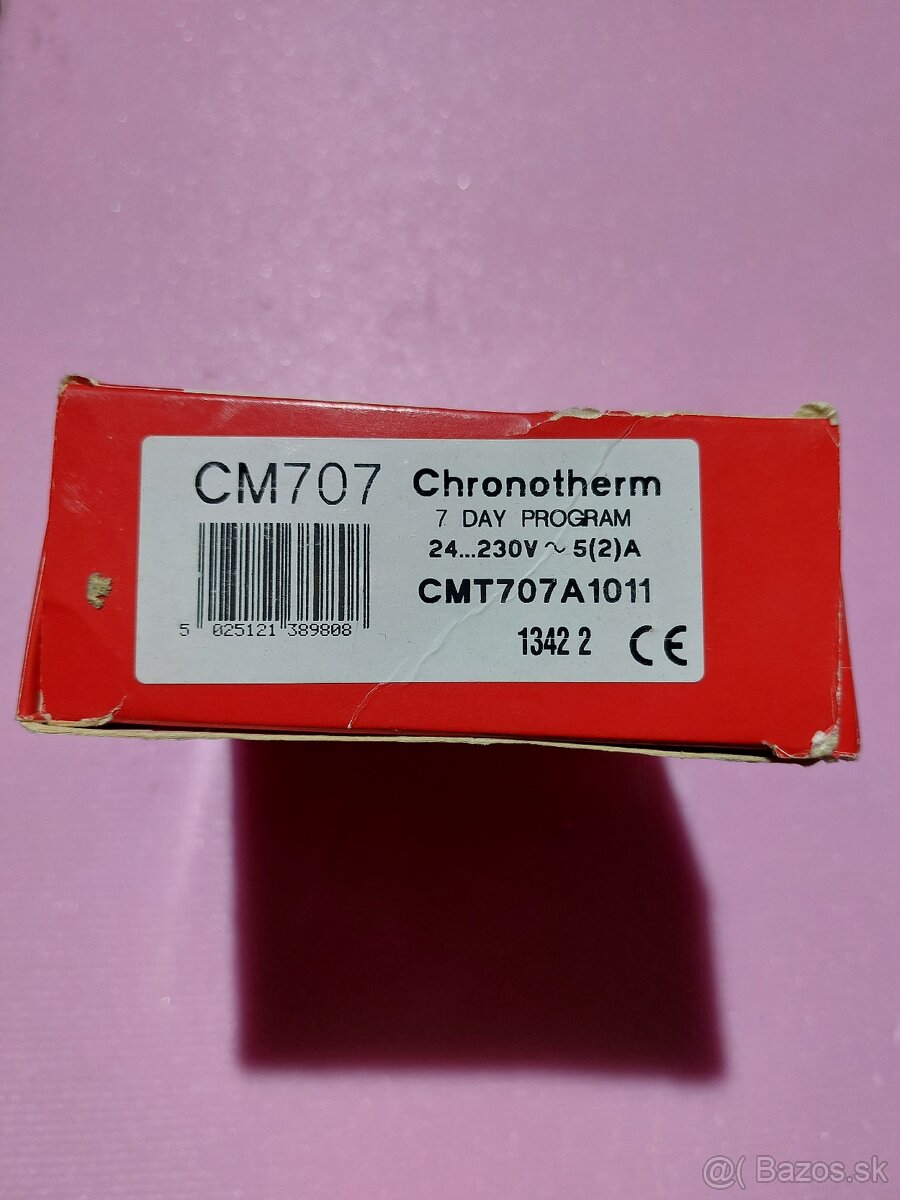 CM707 Chronotherm
7 DAY PROGRAM
24...230V ~ 5(2)A
CMT707A1011
5 025121 389808
1342 2 CE
@( Bazos.sk